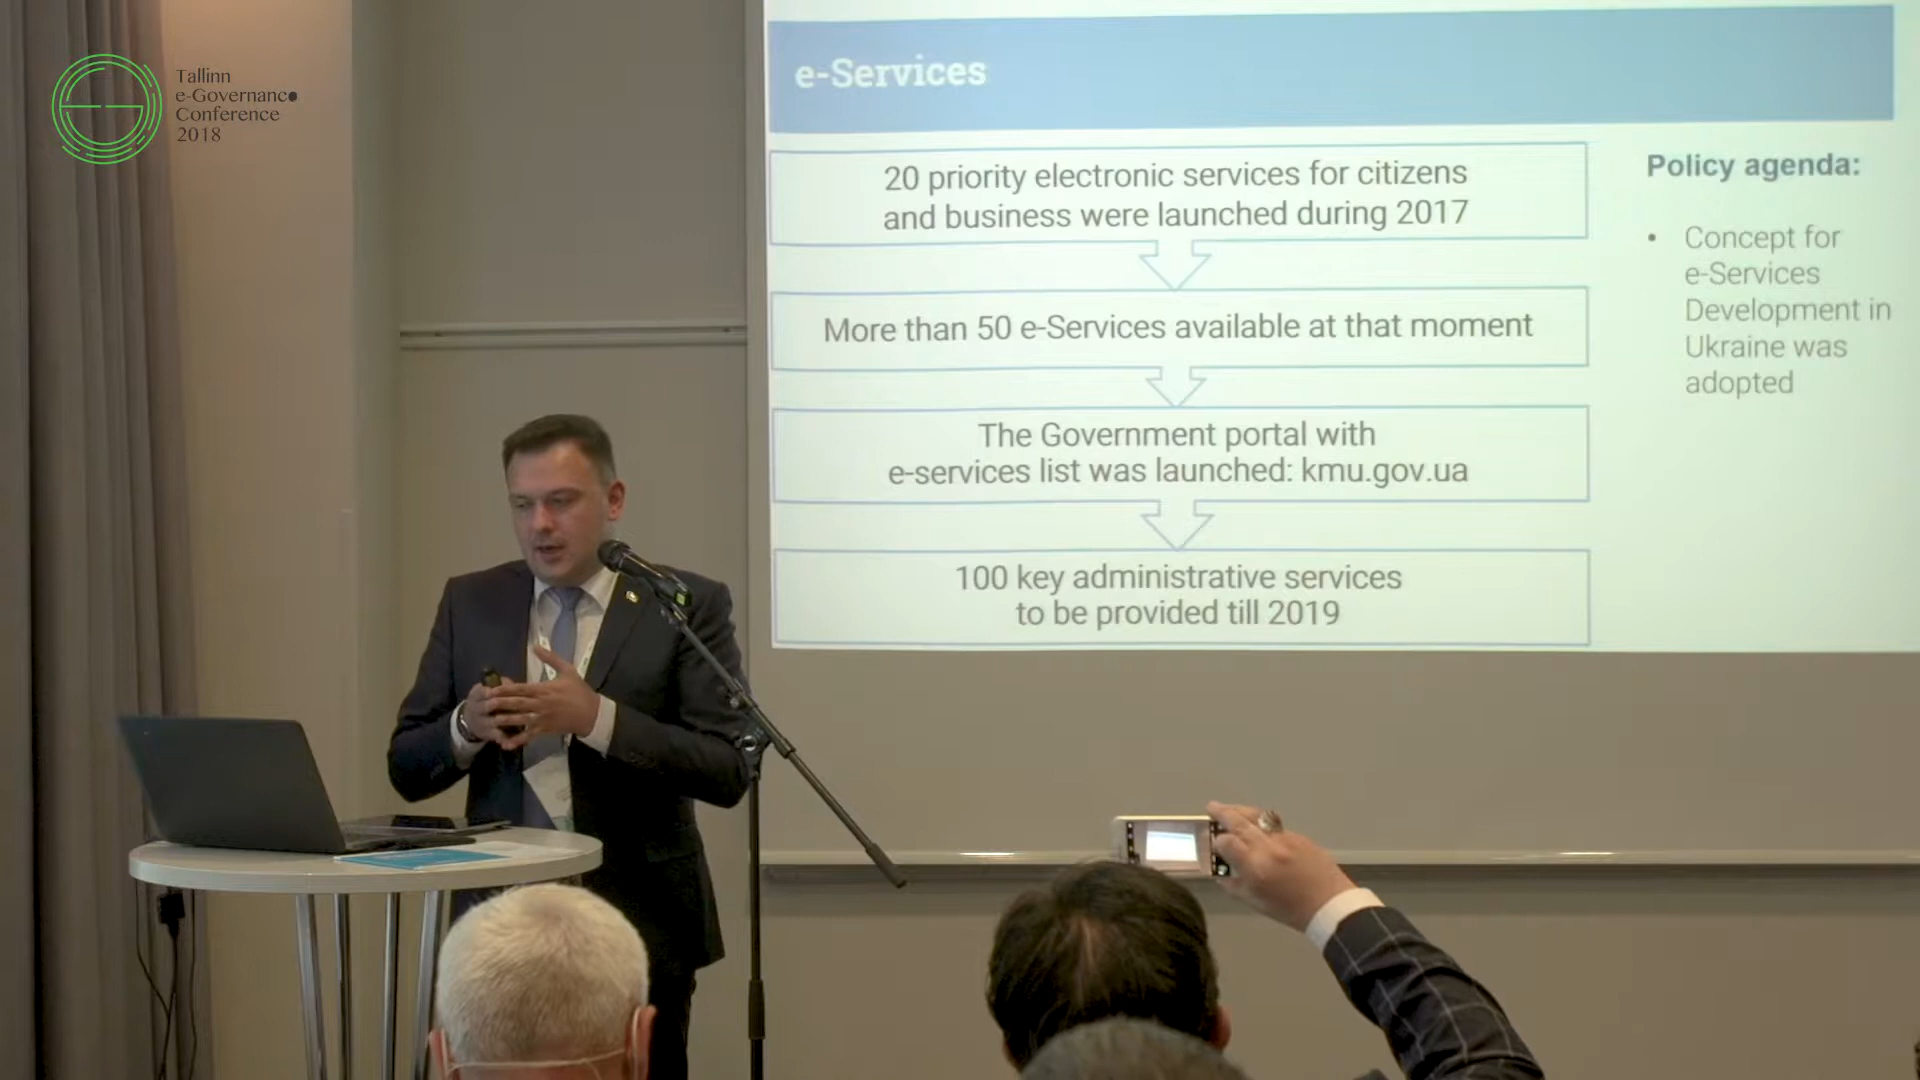 Tallinn
e-Governance
Conference
2018
e-Services
20 priority electronic services for citizens
and business were launched during 2017
More than 50 e-Services available at that moment
The Government portal with
e-services list was launched: kmu.gov.ua
100 key administrative services
to be provided till 2019
Policy agenda:
• Concept for
e-Services
Development in
Ukraine was
adopted